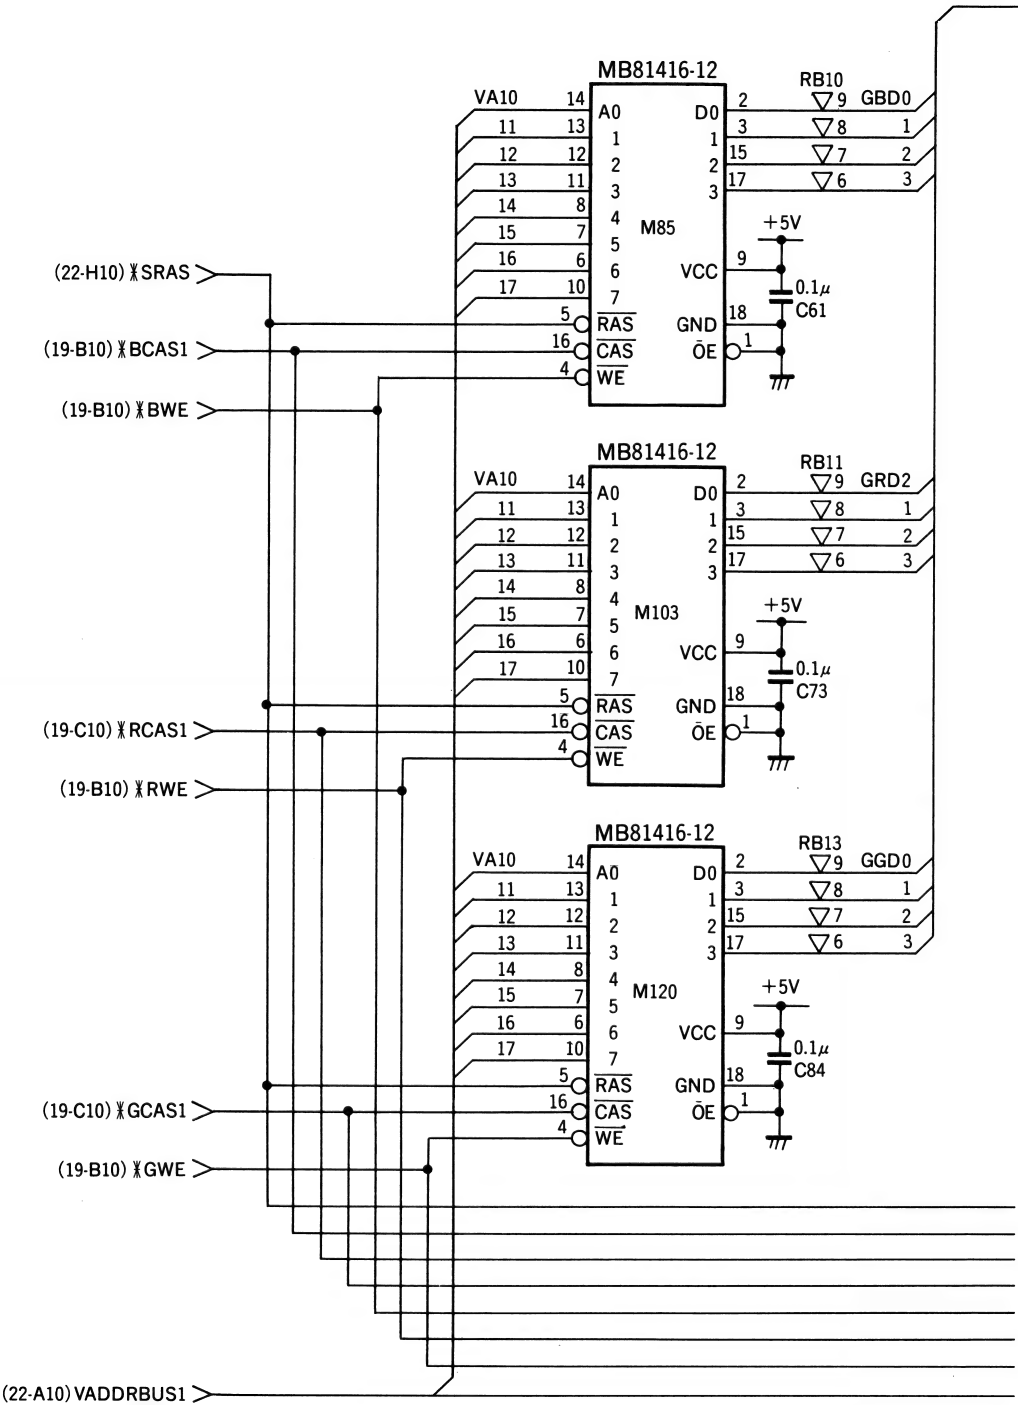 MB81416-12
RB10
VA10 14 A0 D0 2 9 GBD0
11 13 1 1 3 8 1
12 12 2 2 15 7 2
13 11 3 3 17 6 3
14 8 4
15 7 5 M85 +5V
16 6 6 VCC 9
17 10 7 0.1μ
(22-H10) ※SRAS
5 RAS GND 18 C61
(19-B10) ※BCAS1 16 CAS OE 1
4 WE
(19-B10) ※BWE
MB81416-12
RB11
VA10 14 A0 D0 2 9 GRD2
11 13 1 1 3 8 1
12 12 2 2 15 7 2
13 11 3 3 17 6 3
14 8 4
15 7 5 M103 +5V
16 6 6 VCC 9
17 10 7 0.1μ
5 RAS GND 18 C73
(19-C10) ※RCAS1 16 CAS OE 1
4 WE
(19-B10) ※RWE
MB81416-12
RB13
VA10 14 A0 D0 2 9 GGD0
11 13 1 1 3 8 1
12 12 2 2 15 7 2
13 11 3 3 17 6 3
14 8 4
15 7 5 M120 +5V
16 6 6 VCC 9
17 10 7 0.1μ
5 RAS GND 18 C84
(19-C10) ※GCAS1 16 CAS OE 1
4 WE
(19-B10) ※GWE
(22-A10) VADDRBUS1